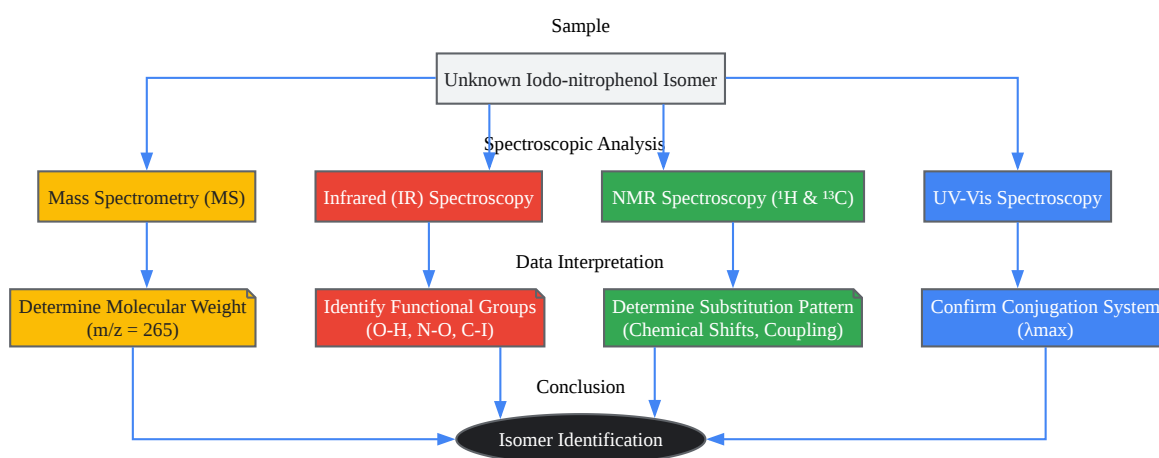 Sample
Unknown Iodo-nitrophenol Isomer
Spectroscopic Analysis
Mass Spectrometry (MS)
Infrared (IR) Spectroscopy
NMR Spectroscopy (¹H & ¹³C)
UV-Vis Spectroscopy
Data Interpretation
Determine Molecular Weight
(m/z = 265)
Identify Functional Groups
(O-H, N-O, C-I)
Determine Substitution Pattern
(Chemical Shifts, Coupling)
Confirm Conjugation System
(λmax)
Conclusion
Isomer Identification